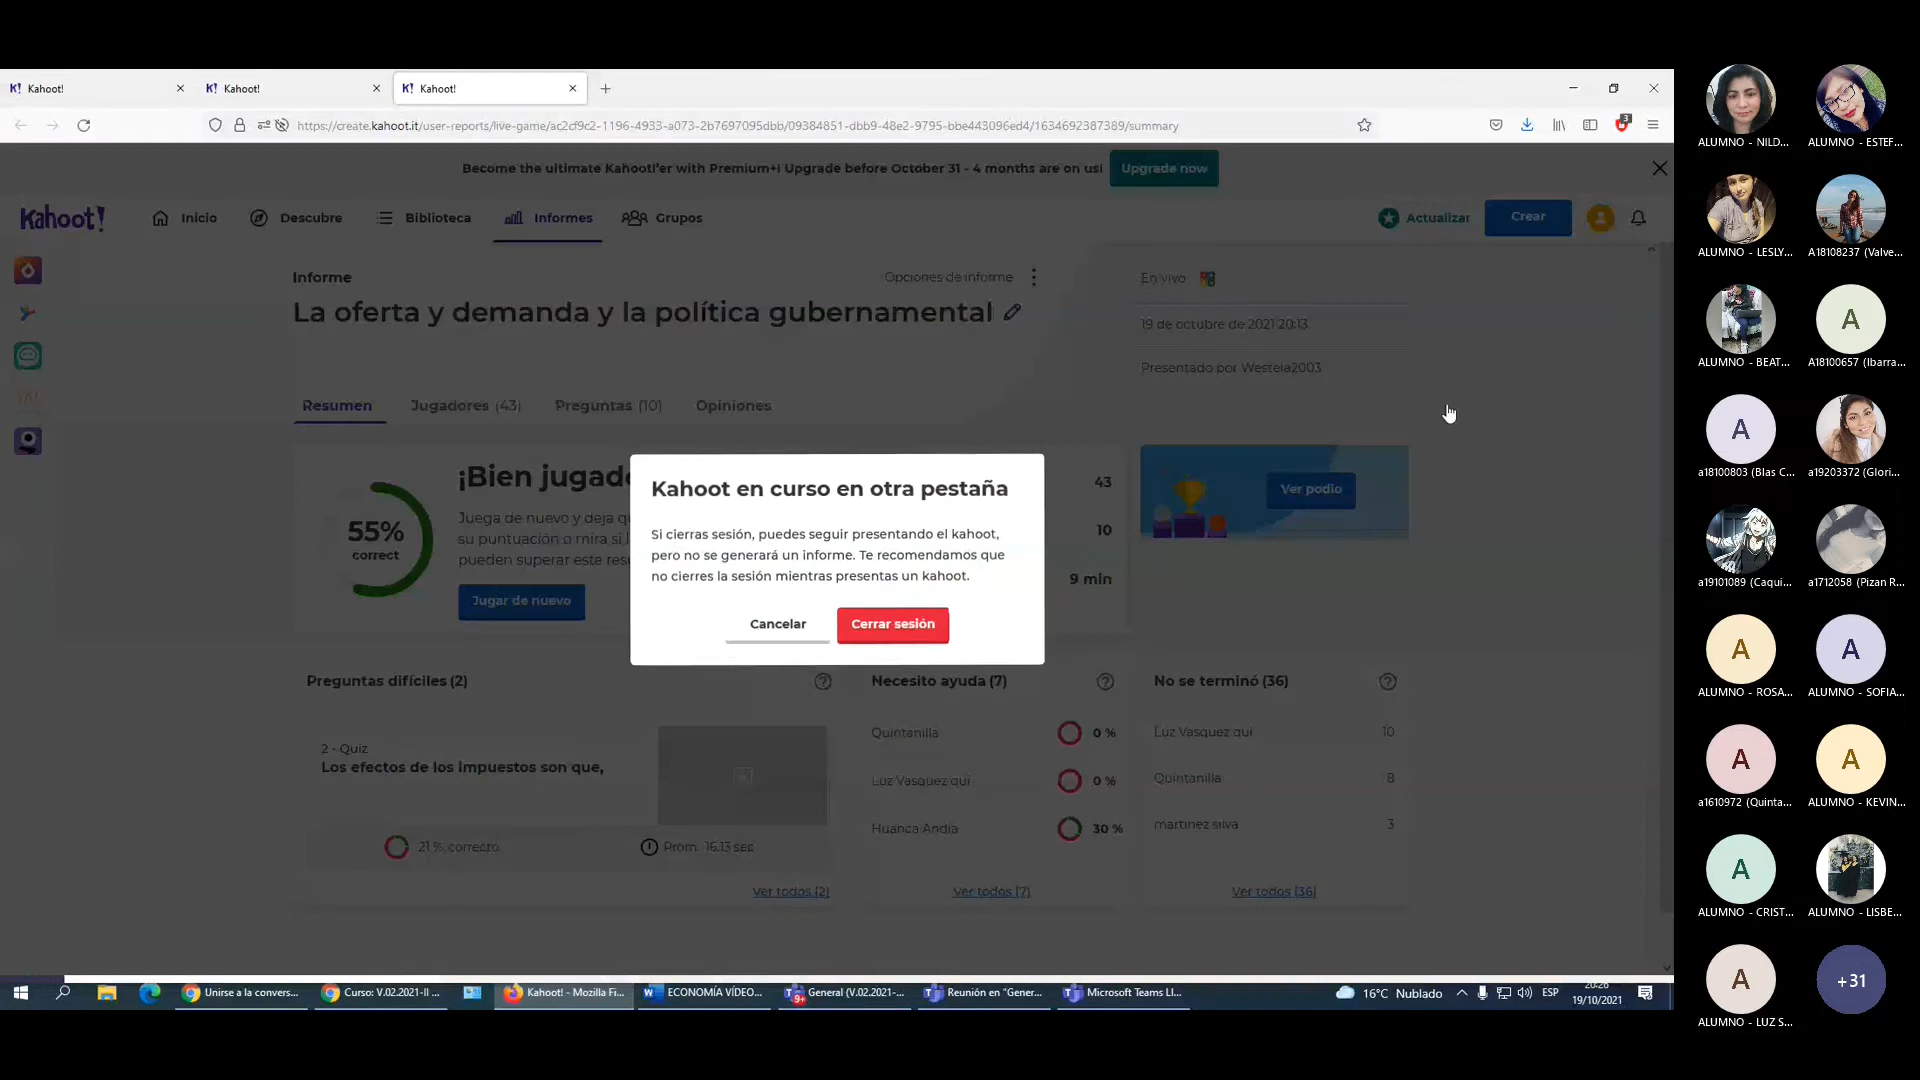 Kahoot!
Kahoot!
Kahoot!
https://create.kahoot.it/user-reports/live-game/ac2cf9c2-1196-4933-a073-2b7697095dbb/09384851-dbb9-48e2-9795-bbe443096ed4/1634692387389/summary
3
Become the ultimate Kahoot!'er with Premium+! Upgrade before October 31 - 4 months are on us!
Upgrade now
Kahoot!
Inicio
Descubre
Biblioteca
Informes
Grupos
Actualizar
Crear
Informe
Opciones de informe
La oferta y demanda y la política gubernamental
En vivo
19 de octubre de 2021 20:13
Presentado por Westela2003
Resumen
Jugadores (43)
Preguntas (10)
Opiniones
55%
correct
¡Bien jugado
Juega de nuevo y deja qu
su puntuación o mira si l
pueden superar este resu
Jugar de nuevo
43
10
9 min
Ver podio
Kahoot en curso en otra pestaña
Si cierras sesión, puedes seguir presentando el kahoot,
pero no se generará un informe. Te recomendamos que
no cierres la sesión mientras presentas un kahoot.
Cancelar
Cerrar sesión
Preguntas difíciles (2)
2 - Quiz
Los efectos de los impuestos son que,
21 % correcto
Prom. 16.13 sec
Ver todos (2)
Necesito ayuda (7)
Quintanilla
0 %
Luz Vasquez qui
0 %
Huanca Andia
30 %
Ver todos (7)
No se terminó (36)
Luz Vasquez qui
10
Quintanilla
8
martinez silva
3
Ver todos (36)
Unirse a la convers...
Curso: V.02.2021-II ...
Kahoot! - Mozilla Fi...
ECONOMÍA VÍDEO...
General (V.02.2021-...
Reunión en "Gener...
Microsoft Teams Ll...
16°C Nublado
ESP
20:26
19/10/2021
ALUMNO - NILD...
ALUMNO - ESTEF...
ALUMNO - LESLY...
A18108237 (Valve...
ALUMNO - BEAT...
A
A18100657 (Ibarra...
A
a18100803 (Blas C...
a19203372 (Glori...
a19101089 (Caqui...
a1712058 (Pizan R...
A
ALUMNO - ROSA...
A
ALUMNO - SOFIA...
A
a1610972 (Quinta...
A
ALUMNO - KEVIN...
A
ALUMNO - CRIST...
ALUMNO - LISBE...
A
ALUMNO - LUZ S...
+31